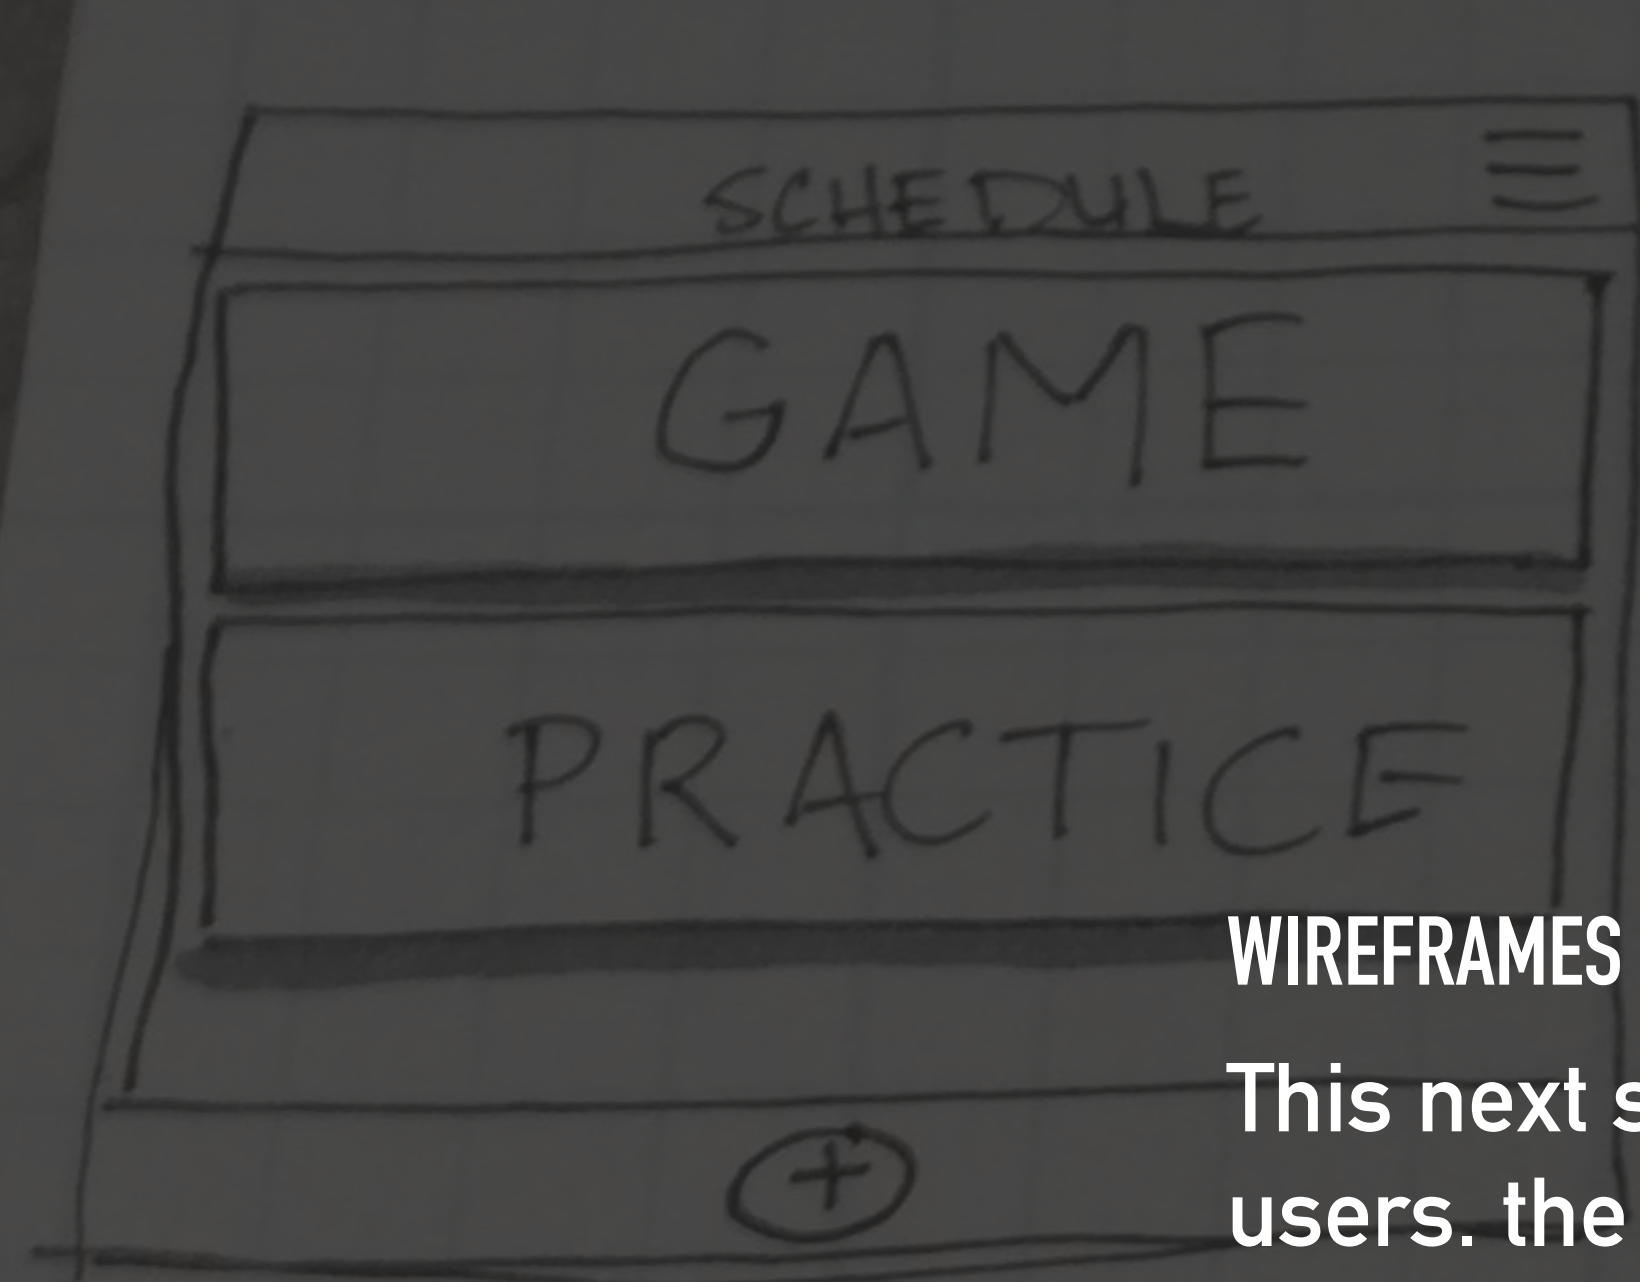 SCHEDULE
GAME
PRACTICE
+
WIREFRAMES
This next
users. the